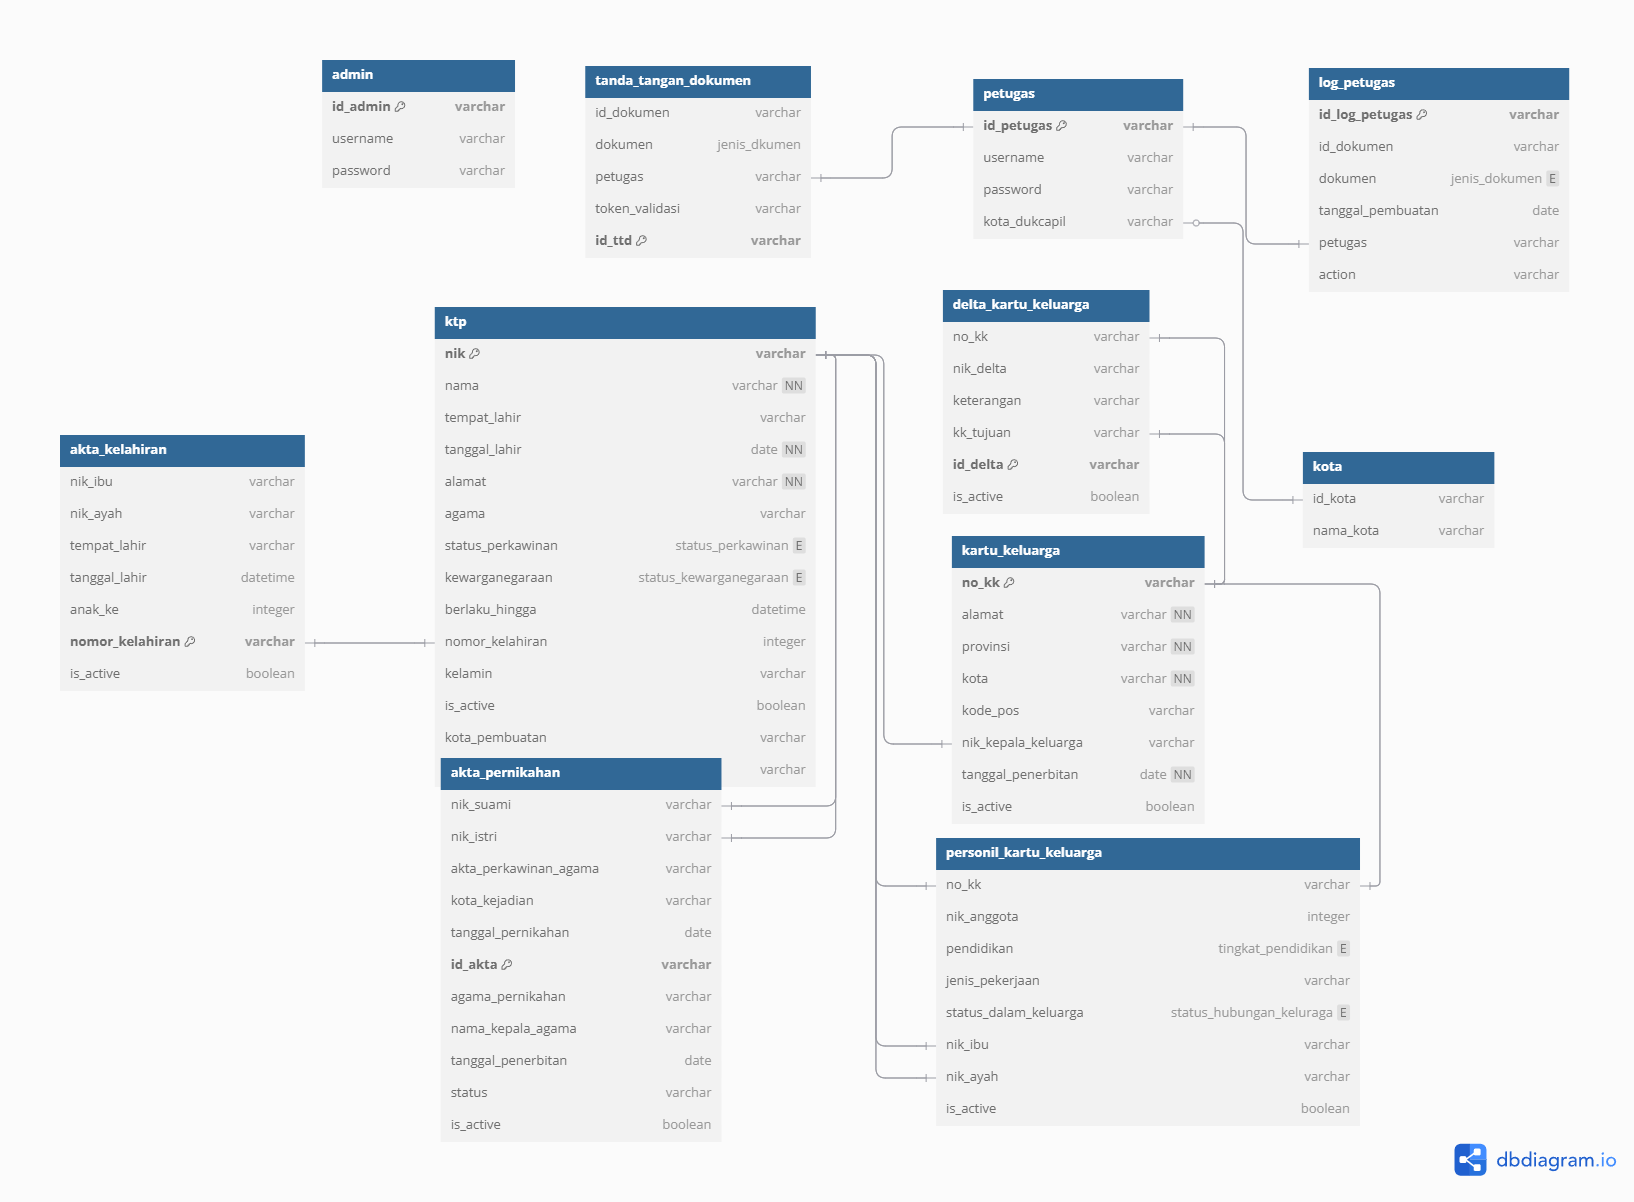 admin
id_admin varchar
username varchar
password varchar
tanda_tangan_dokumen
id_dokumen varchar
dokumen jenis_dkumen
petugas varchar
token_validasi varchar
id_ttd varchar
petugas
id_petugas varchar
username varchar
password varchar
kota_dukcapil varchar
log_petugas
id_log_petugas varchar
id_dokumen varchar
dokumen jenis_dokumen E
tanggal_pembuatan date
petugas varchar
action varchar
akta_kelahiran
nik_ibu varchar
nik_ayah varchar
tempat_lahir varchar
tanggal_lahir datetime
anak_ke integer
nomor_kelahiran varchar
is_active boolean
ktp
nik varchar
nama varchar NN
tempat_lahir varchar
tanggal_lahir date NN
alamat varchar NN
agama varchar
status_perkawinan status_perkawinan E
kewarganegaraan status_kewarganegaraan E
berlaku_hingga datetime
nomor_kelahiran integer
kelamin varchar
is_active boolean
kota_pembuatan varchar
varchar
akta_pernikahan
nik_suami varchar
nik_istri varchar
akta_perkawinan_agama varchar
kota_kejadian varchar
tanggal_pernikahan date
id_akta varchar
agama_pernikahan varchar
nama_kepala_agama varchar
tanggal_penerbitan date
status varchar
is_active boolean
delta_kartu_keluarga
no_kk varchar
nik_delta varchar
keterangan varchar
kk_tujuan varchar
id_delta varchar
is_active boolean
kota
id_kota varchar
nama_kota varchar
kartu_keluarga
no_kk varchar
alamat varchar NN
provinsi varchar NN
kota varchar NN
kode_pos varchar
nik_kepala_keluarga varchar
tanggal_penerbitan date NN
is_active boolean
personil_kartu_keluarga
no_kk varchar
nik_anggota integer
pendidikan tingkat_pendidikan E
jenis_pekerjaan varchar
status_dalam_keluarga status_hubungan_keluraga E
nik_ibu varchar
nik_ayah varchar
is_active boolean
dbdiagram.io